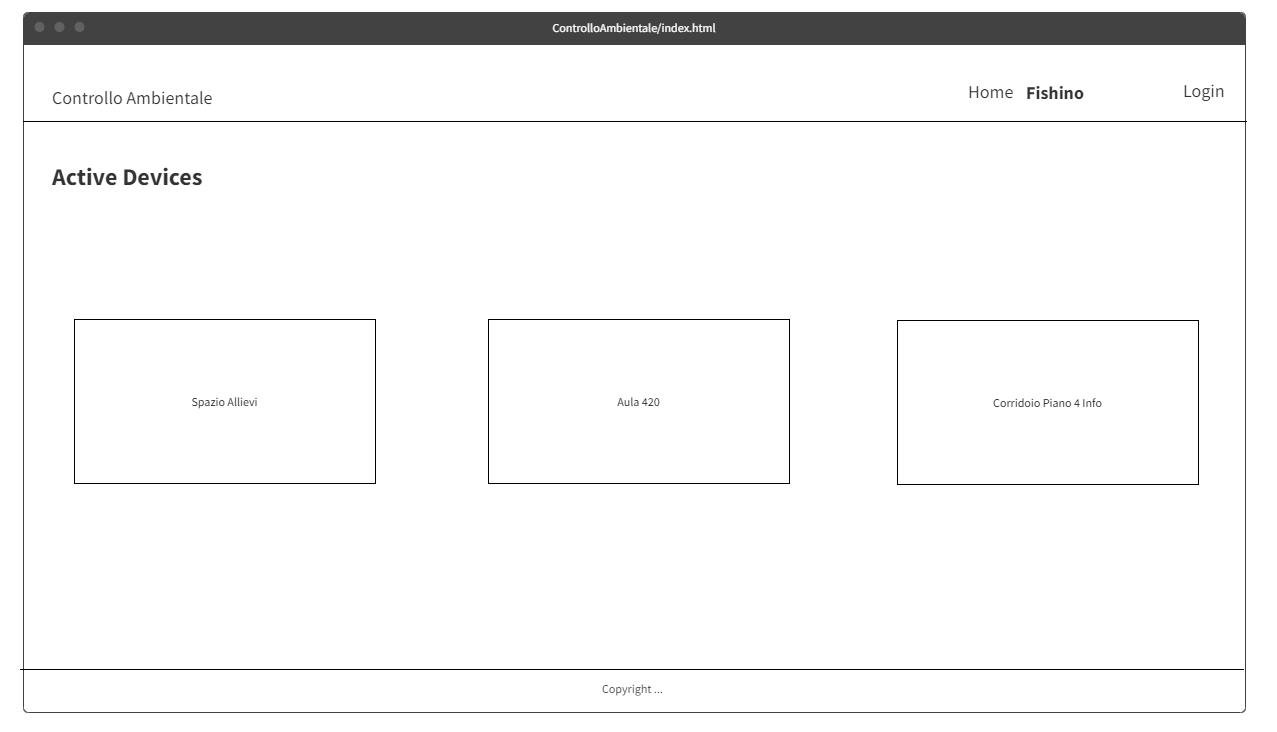 ControlloAmbientale/index.html
Controllo Ambientale
Home Fishino
Login
Active Devices
Spazio Allievi
Aula 420
Corridoio Piano 4 Info
Copyright ...